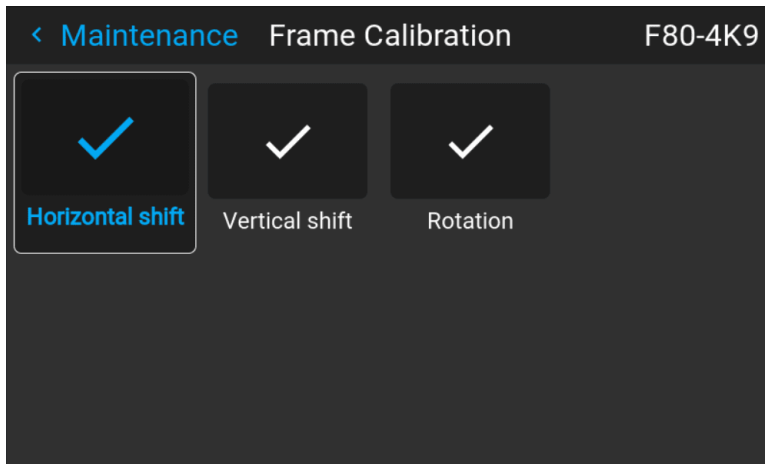 Maintenance Frame Calibration F80-4K9
Horizontal shift Vertical shift Rotation